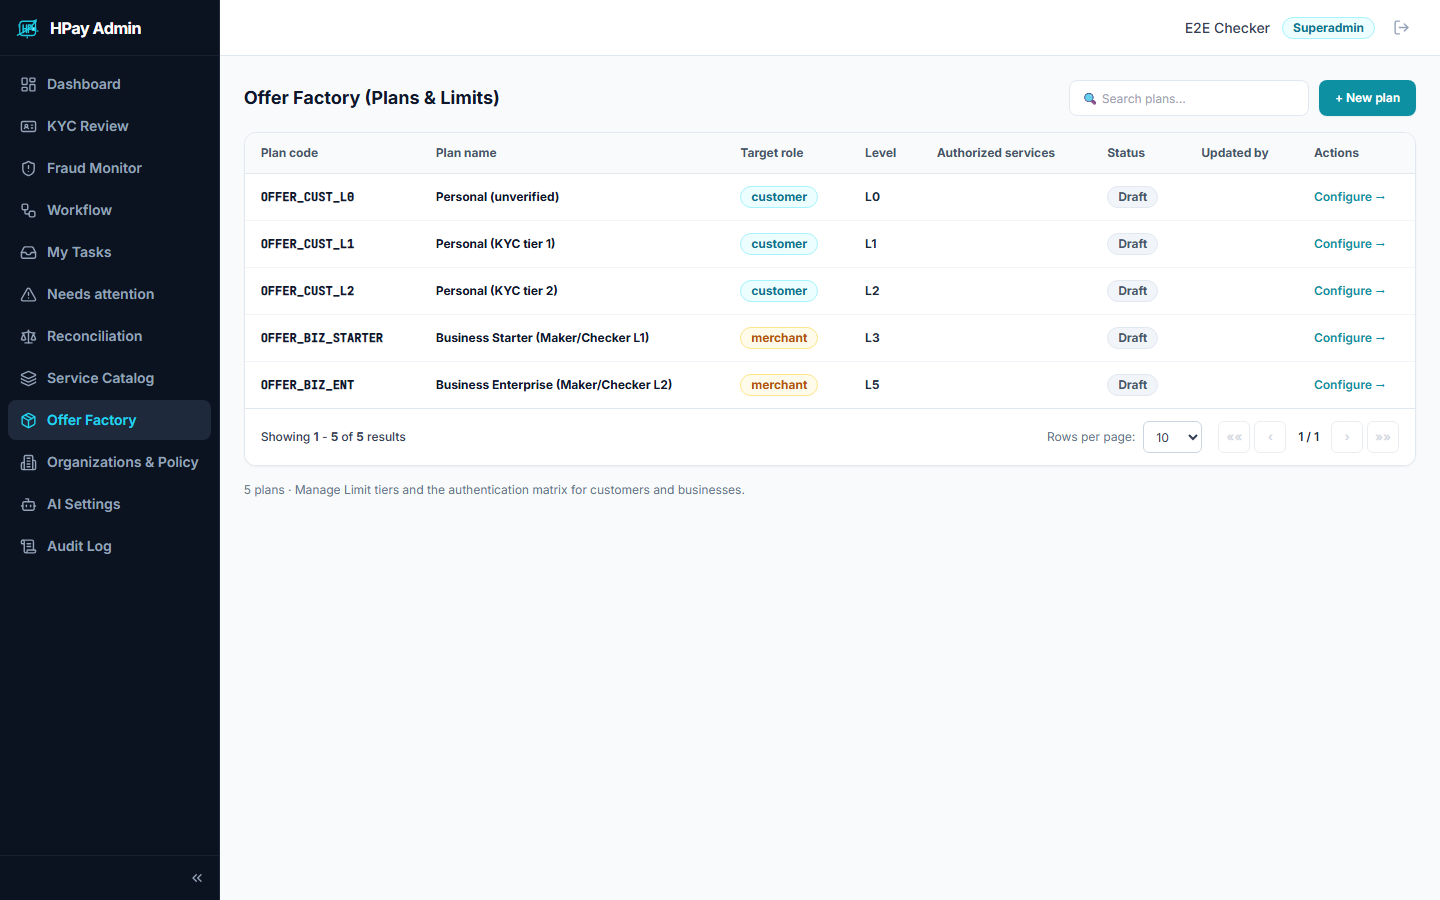 HPay Admin
E2E Checker
Superadmin
Dashboard
KYC Review
Fraud Monitor
Workflow
My Tasks
Needs attention
Reconciliation
Service Catalog
Offer Factory
Organizations & Policy
AI Settings
Audit Log
«
Offer Factory (Plans & Limits)
Search plans...
+ New plan
Plan code Plan name Target role Level Authorized services Status Updated by Actions
OFFER_CUST_L0 Personal (unverified) customer L0 Draft Configure →
OFFER_CUST_L1 Personal (KYC tier 1) customer L1 Draft Configure →
OFFER_CUST_L2 Personal (KYC tier 2) customer L2 Draft Configure →
OFFER_BIZ_STARTER Business Starter (Maker/Checker L1) merchant L3 Draft Configure →
OFFER_BIZ_ENT Business Enterprise (Maker/Checker L2) merchant L5 Draft Configure →
Showing 1 - 5 of 5 results Rows per page: 10 «« ‹ 1 / 1 › »»
5 plans · Manage Limit tiers and the authentication matrix for customers and businesses.